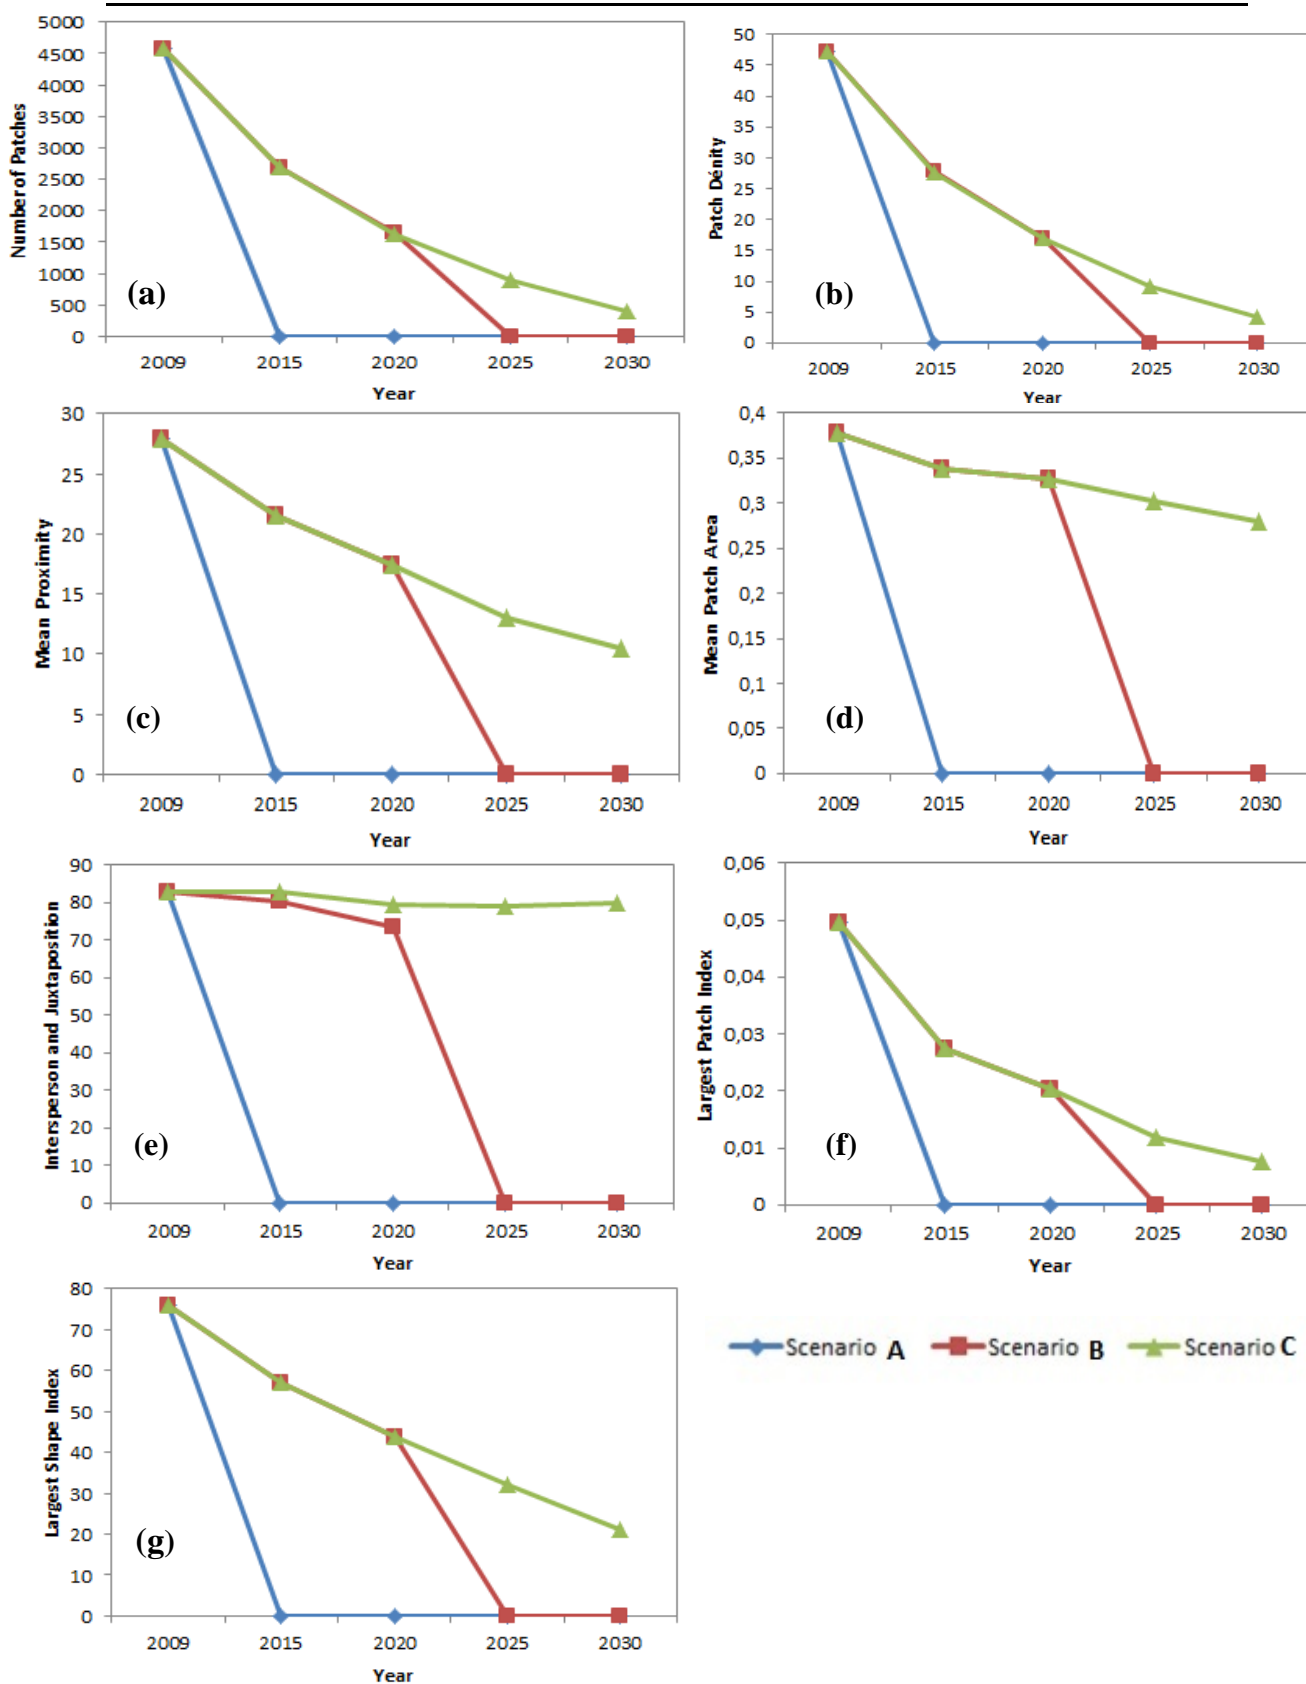 Number of Patches
5000
4500
4000
3500
3000
2500
2000
1500
1000
500
0
(a)
2009 2015 2020 2025 2030
Year
Patch Dénity
50
45
40
35
30
25
20
15
10
5
0
(b)
2009 2015 2020 2025 2030
Year
Mean Proximity
30
25
20
15
10
5
0
(c)
2009 2015 2020 2025 2030
Year
Mean Patch Area
0,4
0,35
0,3
0,25
0,2
0,15
0,1
0,05
0
(d)
2009 2015 2020 2025 2030
Year
Intersperson and Juxtaposition
90
80
70
60
50
40
30
20
10
0
(e)
2009 2015 2020 2025 2030
Year
Largest Patch Index
0,06
0,05
0,04
0,03
0,02
0,01
0
(f)
2009 2015 2020 2025 2030
Year
Largest Shape Index
80
70
60
50
40
30
20
10
0
(g)
2009 2015 2020 2025 2030
Year
Scenario A Scenario B Scenario C